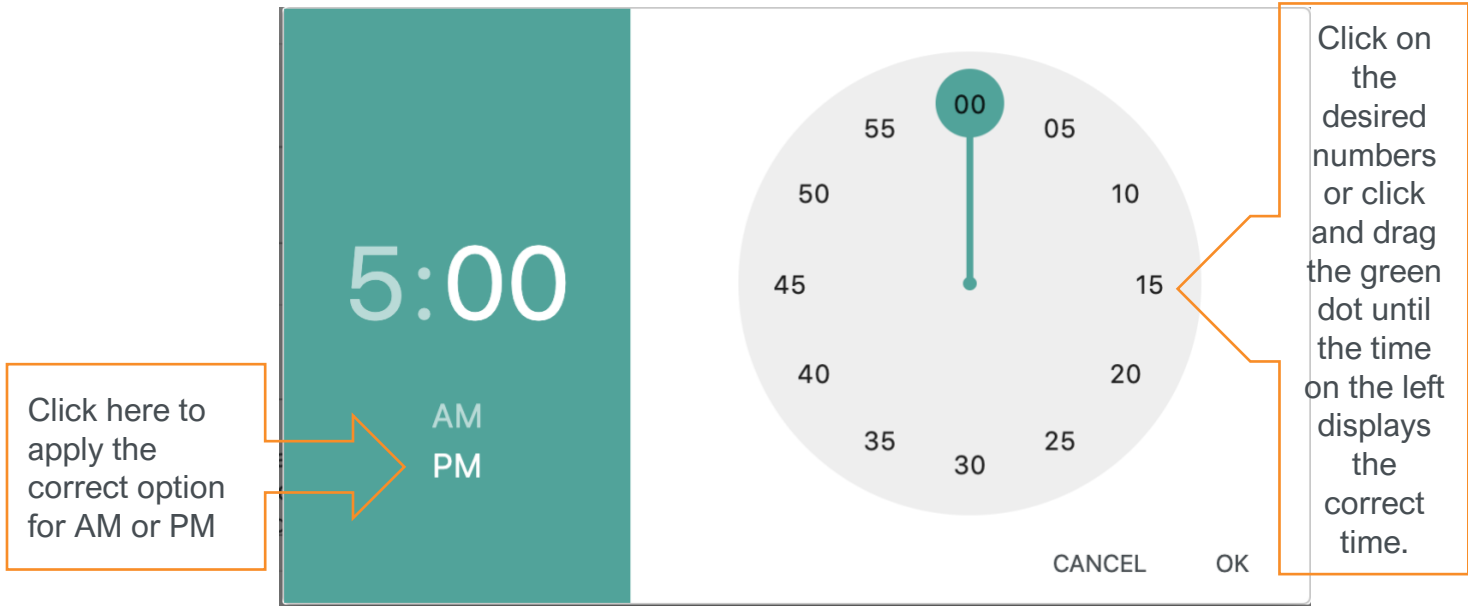 5:00
AM
PM
00
05
10
15
20
25
30
35
40
45
50
55
CANCEL OK
Click here to
apply the
correct option
for AM or PM
Click on
the
desired
numbers
or click
and drag
the green
dot until
the time
on the left
displays
the
correct
time.